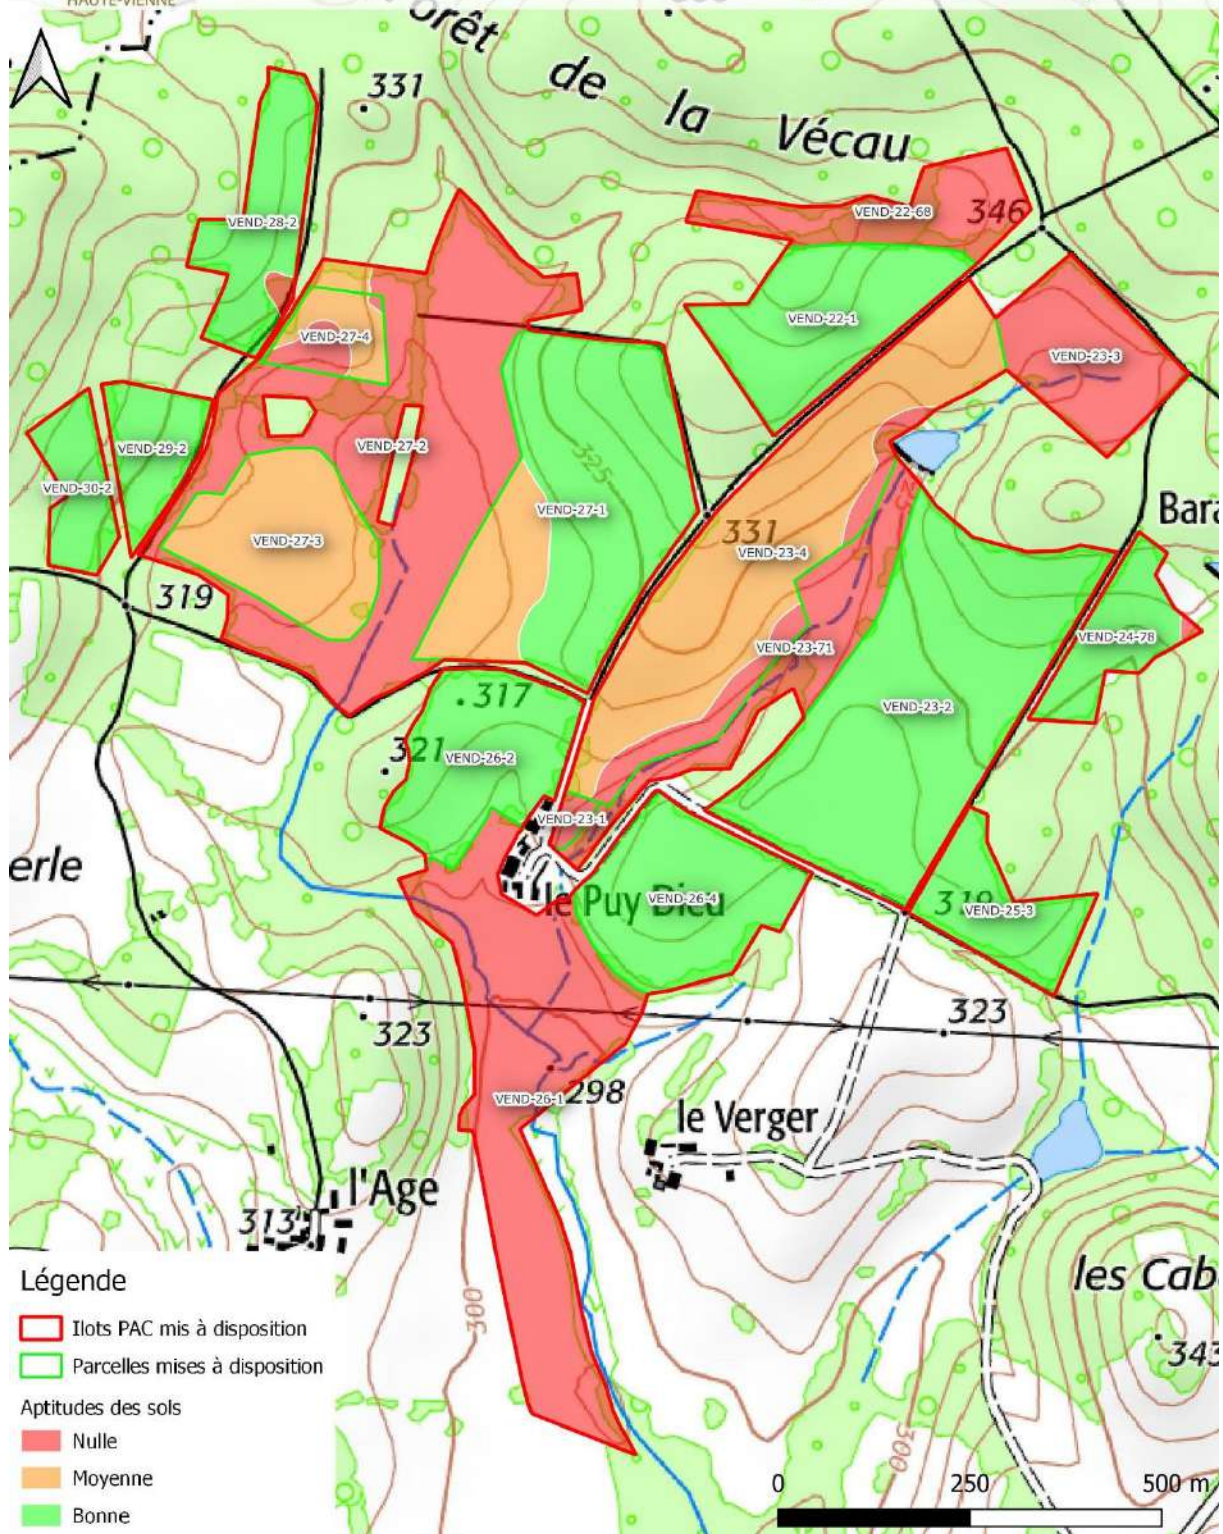 HAUTE-VIENNE
Forêt
de
la
Vécau
331
346
VEND-28-2
VEND-22-68
VEND-22-1
VEND-27-4
VEND-23-3
VEND-29-2
VEND-27-2
VEND-30-2
325
VEND-27-1
VEND-27-3
331
VEND-23-4
Bara
319
VEND-24-78
VEND-23-71
317
VEND-23-2
321
VEND-26-2
VEND-23-1
erle
le Puy Dieu
VEND-26-4
319
VEND-25-3
323
323
298
VEND-26-1
le Verger
l'Age
313
les Cab
343
300
300
Légende
Ilots PAC mis à disposition
Parcelles mises à disposition
Aptitudes des sols
Nulle
Moyenne
Bonne
0 250 500 m